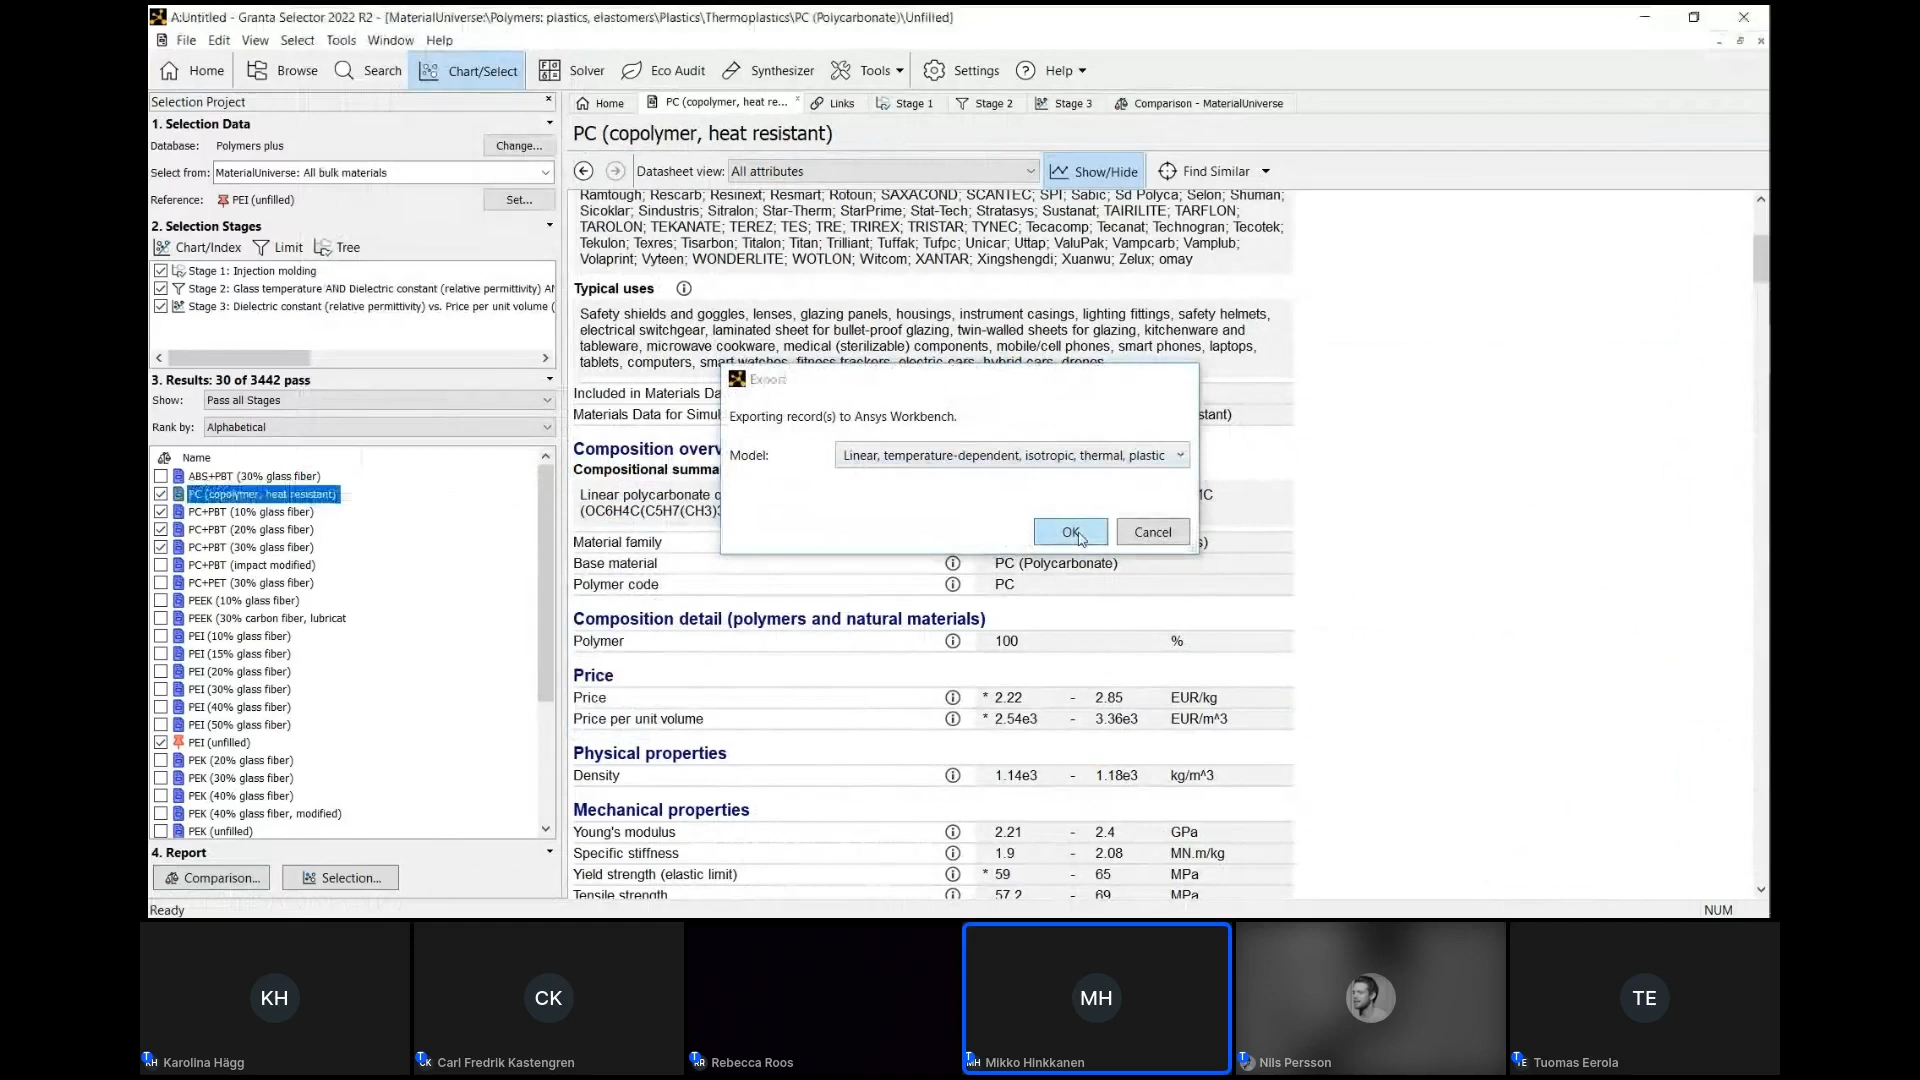 A:Untitled - Granta Selector 2022 R2 - [MaterialUniverse:\Polymers: plastics, elastomers\Plastics\Thermoplastics\PC (Polycarbonate)\Unfilled]
File Edit View Select Tools Window Help
Home Browse Search Chart/Select Solver Eco Audit Synthesizer Tools Settings Help
Selection Project
1. Selection Data
Database: Polymers plus Change...
Select from: MaterialUniverse: All bulk materials
Reference: PEI (unfilled) Set...
2. Selection Stages
Chart/Index Limit Tree
Stage 1: Injection molding
Stage 2: Glass temperature AND Dielectric constant (relative permittivity) AN
Stage 3: Dielectric constant (relative permittivity) vs. Price per unit volume (
3. Results: 30 of 3442 pass
Show: Pass all Stages
Rank by: Alphabetical
Name
ABS+PBT (30% glass fiber)
PC (copolymer, heat resistant)
PC+PBT (10% glass fiber)
PC+PBT (20% glass fiber)
PC+PBT (30% glass fiber)
PC+PBT (impact modified)
PC+PET (30% glass fiber)
PEEK (10% glass fiber)
PEEK (30% carbon fiber, lubricat
PEI (10% glass fiber)
PEI (15% glass fiber)
PEI (20% glass fiber)
PEI (30% glass fiber)
PEI (40% glass fiber)
PEI (50% glass fiber)
PEI (unfilled)
PEK (20% glass fiber)
PEK (30% glass fiber)
PEK (40% glass fiber)
PEK (40% glass fiber, modified)
PEK (unfilled)
4. Report
Comparison... Selection...
Ready
Home PC (copolymer, heat re... Links Stage 1 Stage 2 Stage 3 Comparison - MaterialUniverse
PC (copolymer, heat resistant)
Datasheet view: All attributes Show/Hide Find Similar
Ramtough; Rescarb; Resinext; Resmart; Rotoun; SAXACOND; SCANTEC; SPI; Sabic; Sd Polyca; Selon; Shuman;
Sicoklar; Sindustris; Sitralon; Star-Therm; StarPrime; Stat-Tech; Stratasys; Sustanat; TAIRILITE; TARFLON;
TAROLON; TEKANATE; TEREZ; TES; TRE; TRIREX; TRISTAR; TYNEC; Tecacomp; Tecanat; Technogran; Tecotek;
Tekulon; Texres; Tisarbon; Titalon; Titan; Trilliant; Tuffak; Tufpc; Unicar; Uttap; ValuPak; Vampcarb; Vamplub;
Volaprint; Vyteen; WONDERLITE; WOTLON; Witcom; XANTAR; Xingshengdi; Xuanwu; Zelux; omay
Typical uses
Safety shields and goggles, lenses, glazing panels, housings, instrument casings, lighting fittings, safety helmets,
electrical switchgear, laminated sheet for bullet-proof glazing, twin-walled sheets for glazing, kitchenware and
tableware, microwave cookware, medical (sterilizable) components, mobile/cell phones, smart phones, laptops,
tablets, computers, smart watches, fitness trackers, electric cars, hybrid cars, drones
Included in Materials Da
Materials Data for Simul stant)
Export
Exporting record(s) to Ansys Workbench.
Model: Linear, temperature-dependent, isotropic, thermal, plastic
OK Cancel
Composition overv
Compositional summa
Linear polycarbonate o
(OC6H4C(C5H7(CH3)3
Material family
Base material PC (Polycarbonate)
Polymer code PC
Composition detail (polymers and natural materials)
Polymer 100 %
Price
Price * 2.22 - 2.85 EUR/kg
Price per unit volume * 2.54e3 - 3.36e3 EUR/m^3
Physical properties
Density 1.14e3 - 1.18e3 kg/m^3
Mechanical properties
Young's modulus 2.21 - 2.4 GPa
Specific stiffness 1.9 - 2.08 MN.m/kg
Yield strength (elastic limit) * 59 - 65 MPa
Tensile strength 57.2 - 69 MPa
NUM
KH CK MH TE
Karolina Hägg Carl Fredrik Kastengren Rebecca Roos Mikko Hinkkanen Nils Persson Tuomas Eerola